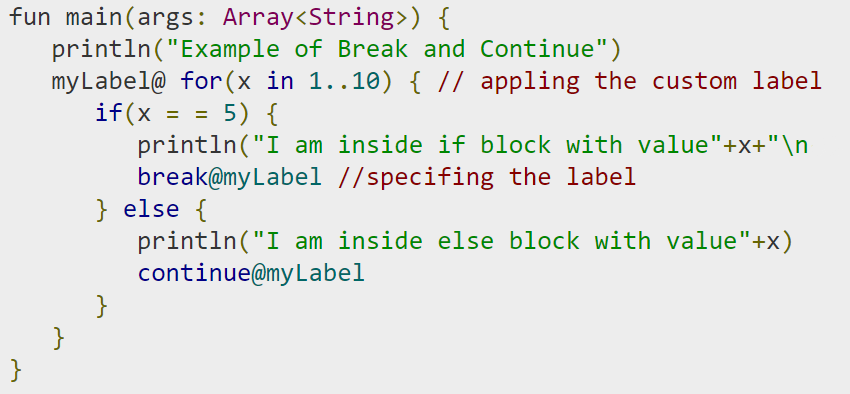 fun main(args: Array<String>) {
   println("Example of Break and Continue")
   myLabel@ for(x in 1..10) { // appling the custom label
      if(x = = 5) {
         println("I am inside if block with value"+x+"\n
         break@myLabel //specifing the label
      } else {
         println("I am inside else block with value"+x)
         continue@myLabel
      }
   }
}